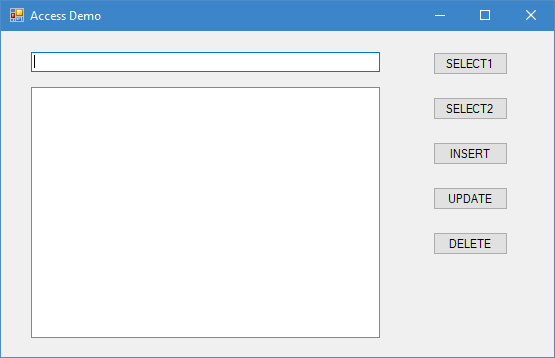 Access Demo
SELECT1
SELECT2
INSERT
UPDATE
DELETE